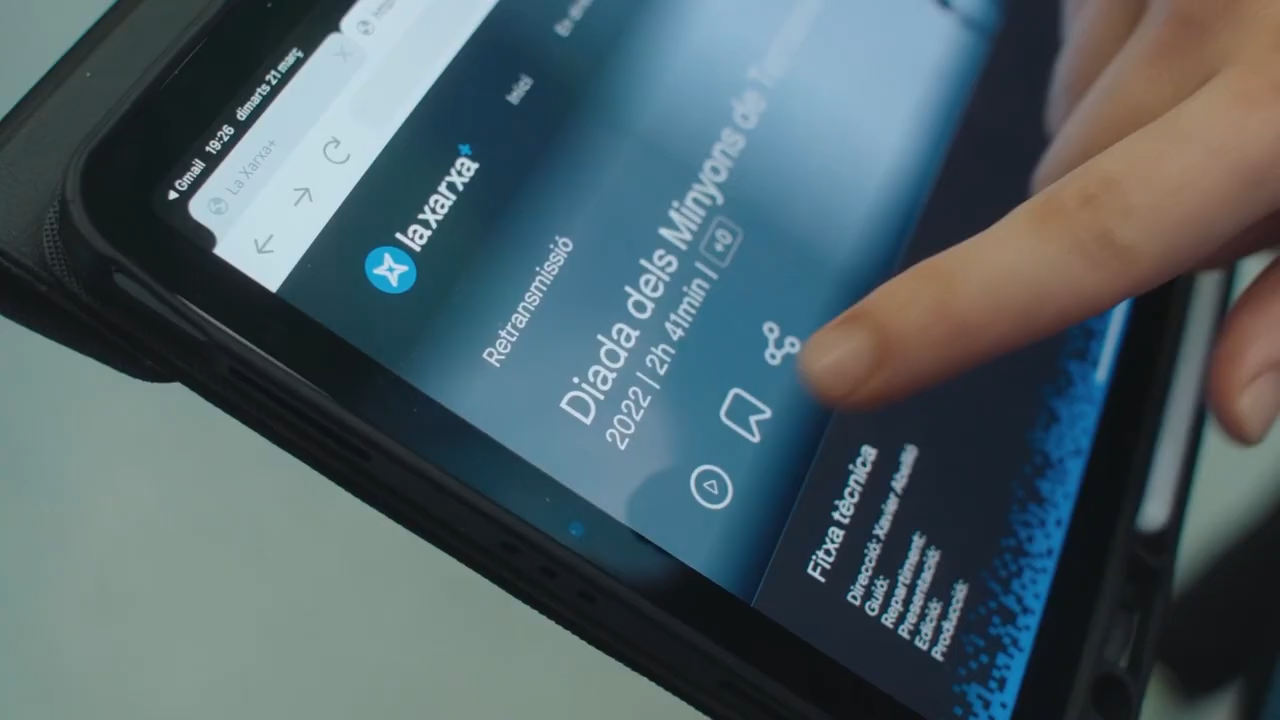 ◀ Gmail 19:26 dimarts 21 març
La Xarxa+
la xarxa+
Inici
Retransmissió
Diada dels Minyons de
2022 | 2h 41min | +0
Fitxa tècnica
Direcció: Xavier Abelló
Guió:
Repartiment:
Presentació:
Edició:
Producció: